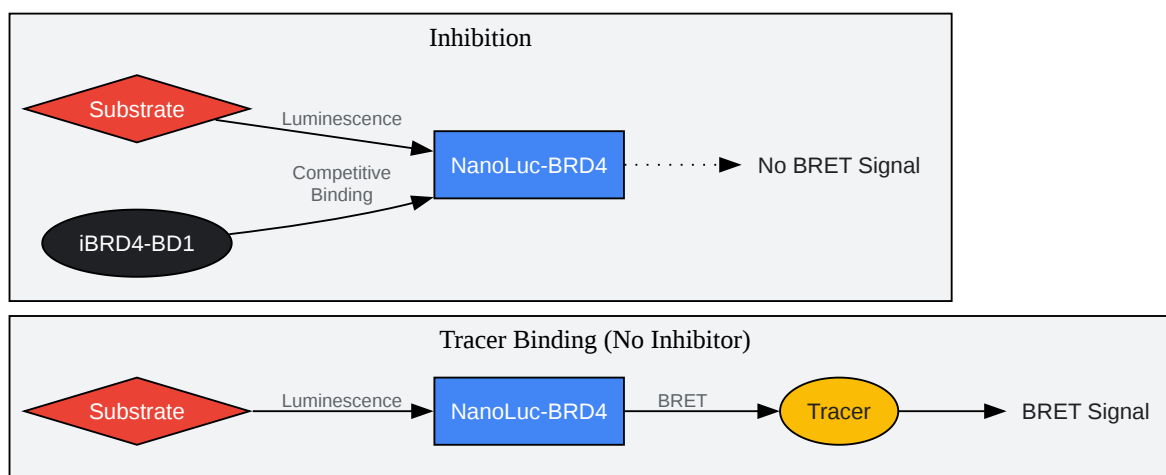 Inhibition
Substrate
Luminescence
NanoLuc-BRD4
No BRET Signal
Competitive
Binding
iBRD4-BD1
Tracer Binding (No Inhibitor)
Substrate
Luminescence
NanoLuc-BRD4
BRET
Tracer
BRET Signal